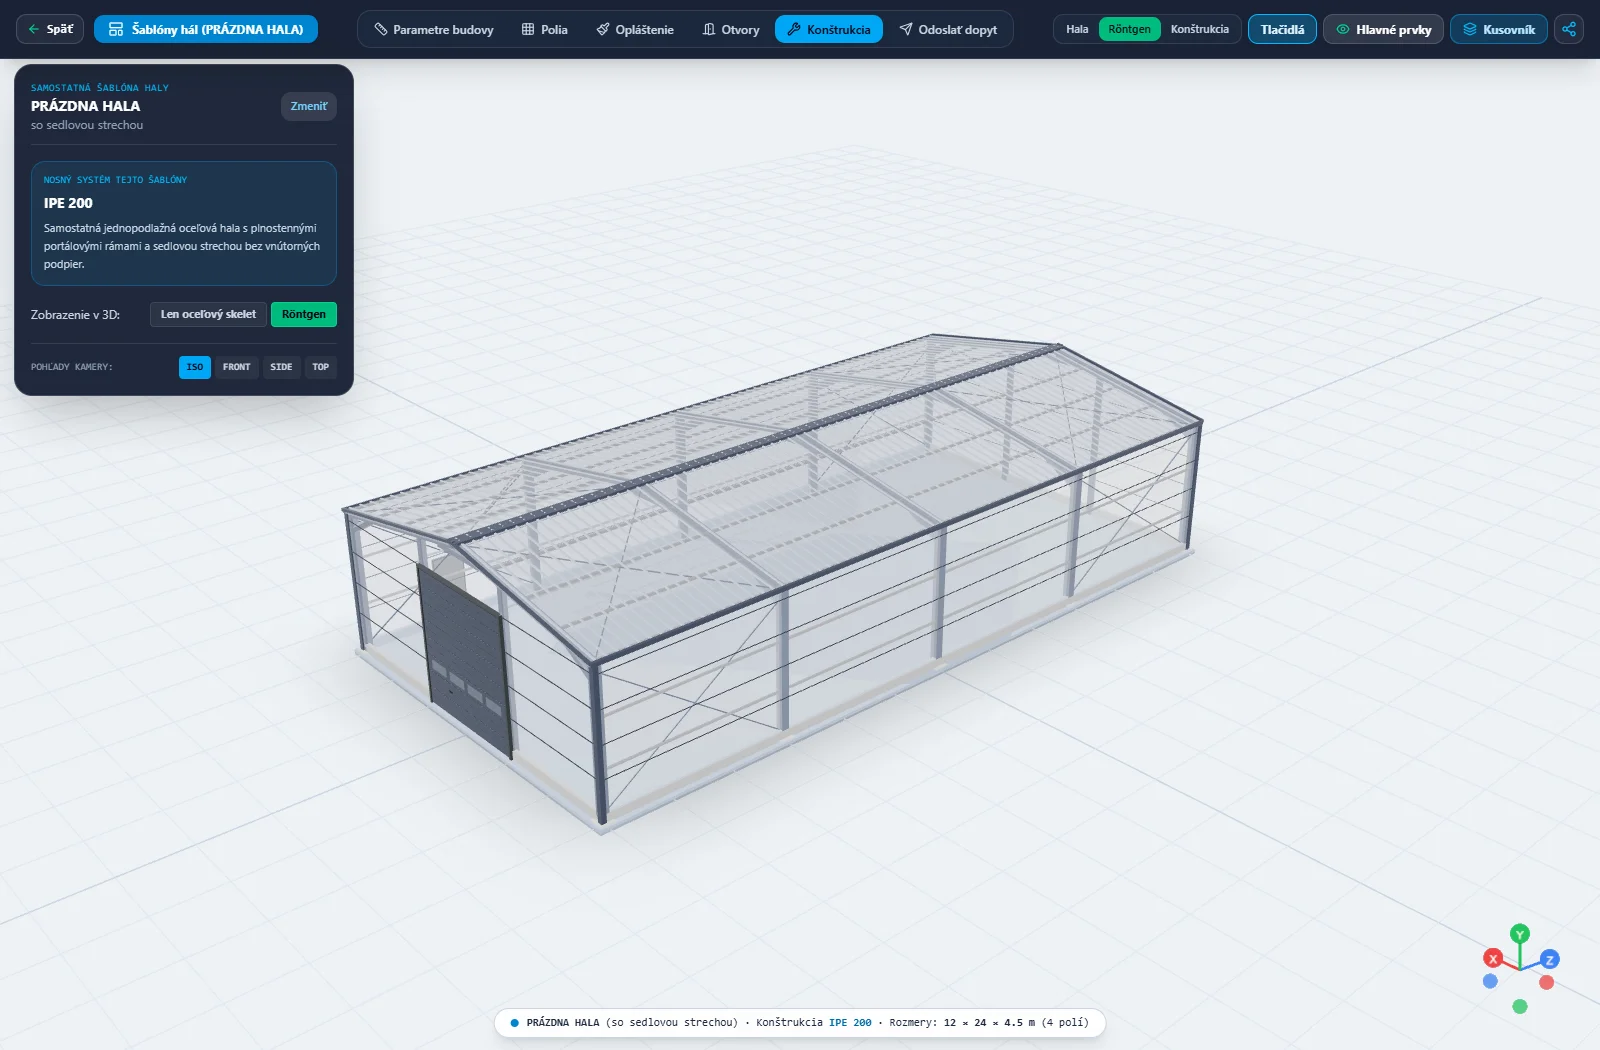 Späť
Šablóny hál (PRÁZDNA HALA)
Parametre budovy
Polia
Opláštenie
Otvory
Konštrukcia
Odoslať dopyt
Hala
Röntgen
Konštrukcia
Tlačidlá
Hlavné prvky
Kusovník
SAMOSTATNÁ ŠABLÓNA HALY
PRÁZDNA HALA
so sedlovou strechou
Zmeniť
NOSNÝ SYSTÉM TEJTO ŠABLÓNY
IPE 200
Samostatná jednopodlažná oceľová hala s plnostennými
portálovými rámami a sedlovou strechou bez vnútorných
podpier.
Zobrazenie v 3D:
Len oceľový skelet
Röntgen
POHĽADY KAMERY:
ISO
FRONT
SIDE
TOP
Y
X
Z
PRÁZDNA HALA (so sedlovou strechou) · Konštrukcia IPE 200 · Rozmery: 12 × 24 × 4.5 m (4 polí)